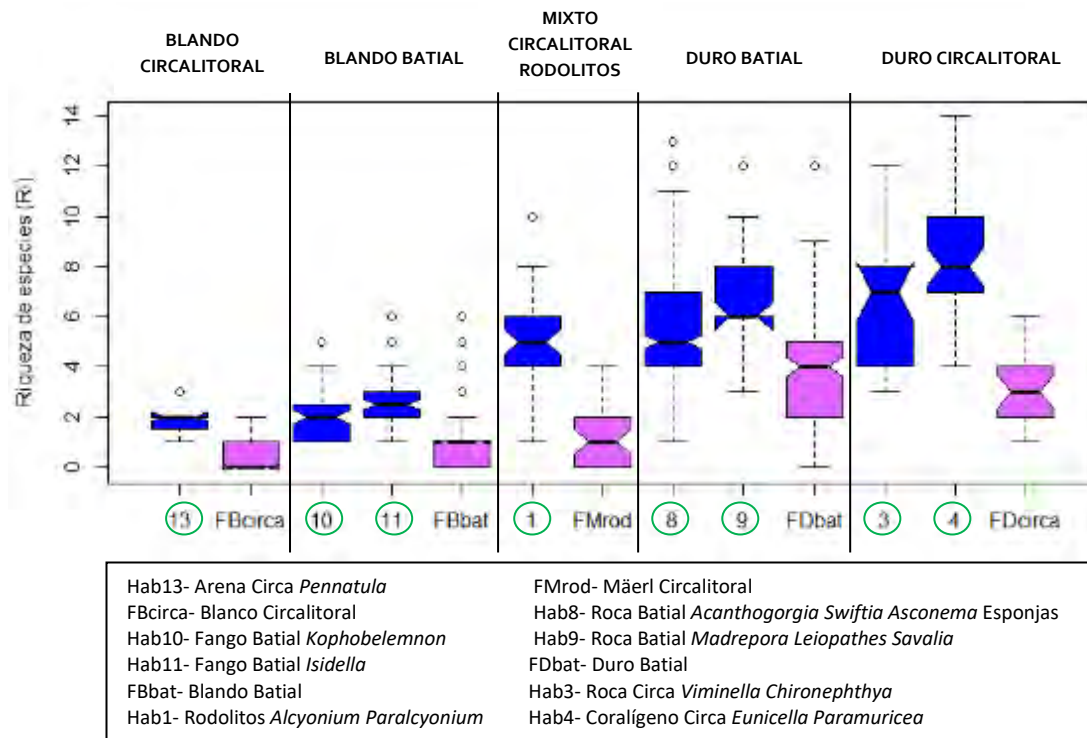 BLANDO
CIRCALITORAL
BLANDO BATIAL
MIXTO
CIRCALITORAL
RODOLITOS
DURO BATIAL
DURO CIRCALITORAL
Riqueza de especies (R)
14
12
10
8
6
4
2
0
13 FBcirca 10 11 FBbat 1 FMrod 8 9 FDbat 3 4 FDcirca
Hab13- Arena Circa Pennatula
FBcirca- Blanco Circalitoral
Hab10- Fango Batial Kophobelemnon
Hab11- Fango Batial Isidella
FBbat- Blando Batial
Hab1- Rodolitos Alcyonium Paralcyonium
FMrod- Mäerl Circalitoral
Hab8- Roca Batial Acanthogorgia Swiftia Asconema Esponjas
Hab9- Roca Batial Madrepora Leiopathes Savalia
FDbat- Duro Batial
Hab3- Roca Circa Viminella Chironephthya
Hab4- Coralígeno Circa Eunicella Paramuricea